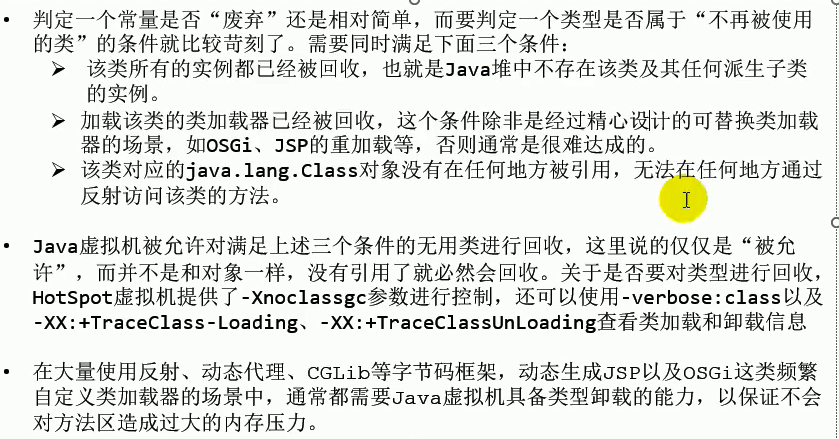 • 判定一个常量是否“废弃”还是相对简单，而要判定一个类型是否属于“不再被使用
的类”的条件就比较苛刻了。需要同时满足下面三个条件：
➢ 该类所有的实例都已经被回收，也就是Java堆中不存在该类及其任何派生子类
的实例。
➢ 加载该类的类加载器已经被回收，这个条件除非是经过精心设计的可替换类加载
器的场景，如OSGi、JSP的重加载等，否则通常是很难达成的。
➢ 该类对应的java.lang.Class对象没有在任何地方被引用，无法在任何地方通过
反射访问该类的方法。
• Java虚拟机被允许对满足上述三个条件的无用类进行回收，这里说的仅仅是“被允
许”，而并不是和对象一样，没有引用了就必然会回收。关于是否要对类型进行回收，
HotSpot虚拟机提供了-Xnoclassgc参数进行控制，还可以使用-verbose:class以及
-XX:+TraceClass-Loading、-XX:+TraceClassUnLoading查看类加载和卸载信息
• 在大量使用反射、动态代理、CGLib等字节码框架，动态生成JSP以及OSGi这类频繁
自定义类加载器的场景中，通常都需要Java虚拟机具备类型卸载的能力，以保证不会
对方法区造成过大的内存压力。